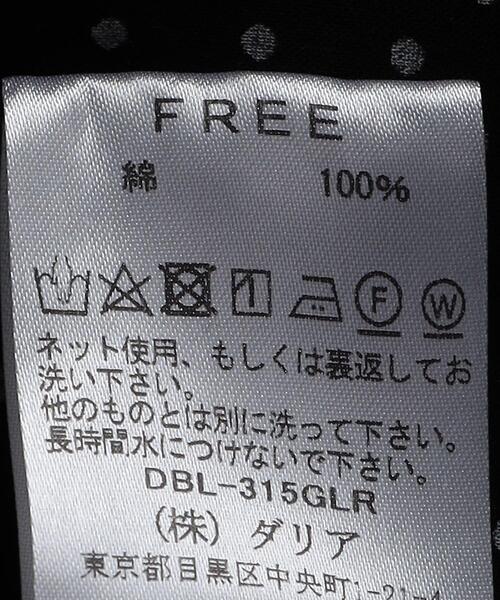 FREE
綿 100%
F W
ネット使用、もしくは裏返してお
洗い下さい。
他のものとは別に洗って下さい。
長時間水につけないで下さい。
DBL-315GLR
(株) ダリア
東京都目黒区中央町1-21-4